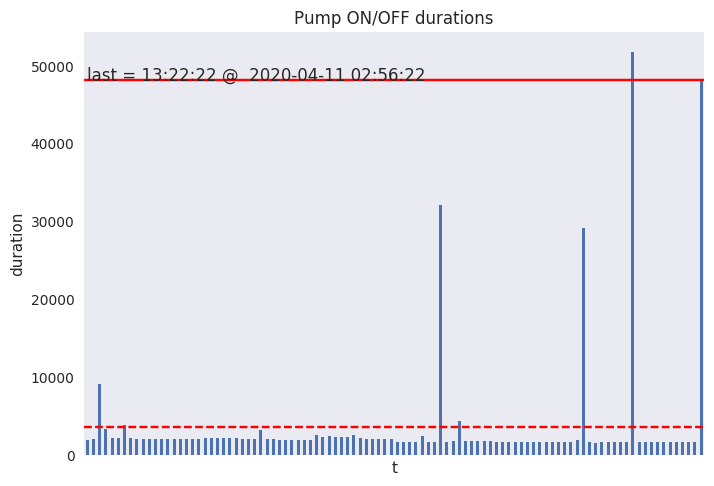 Pump ON/OFF durations
last = 13:22:22 @  2020-04-11 02:56:22
50000
40000
30000
20000
10000
0
duration
t